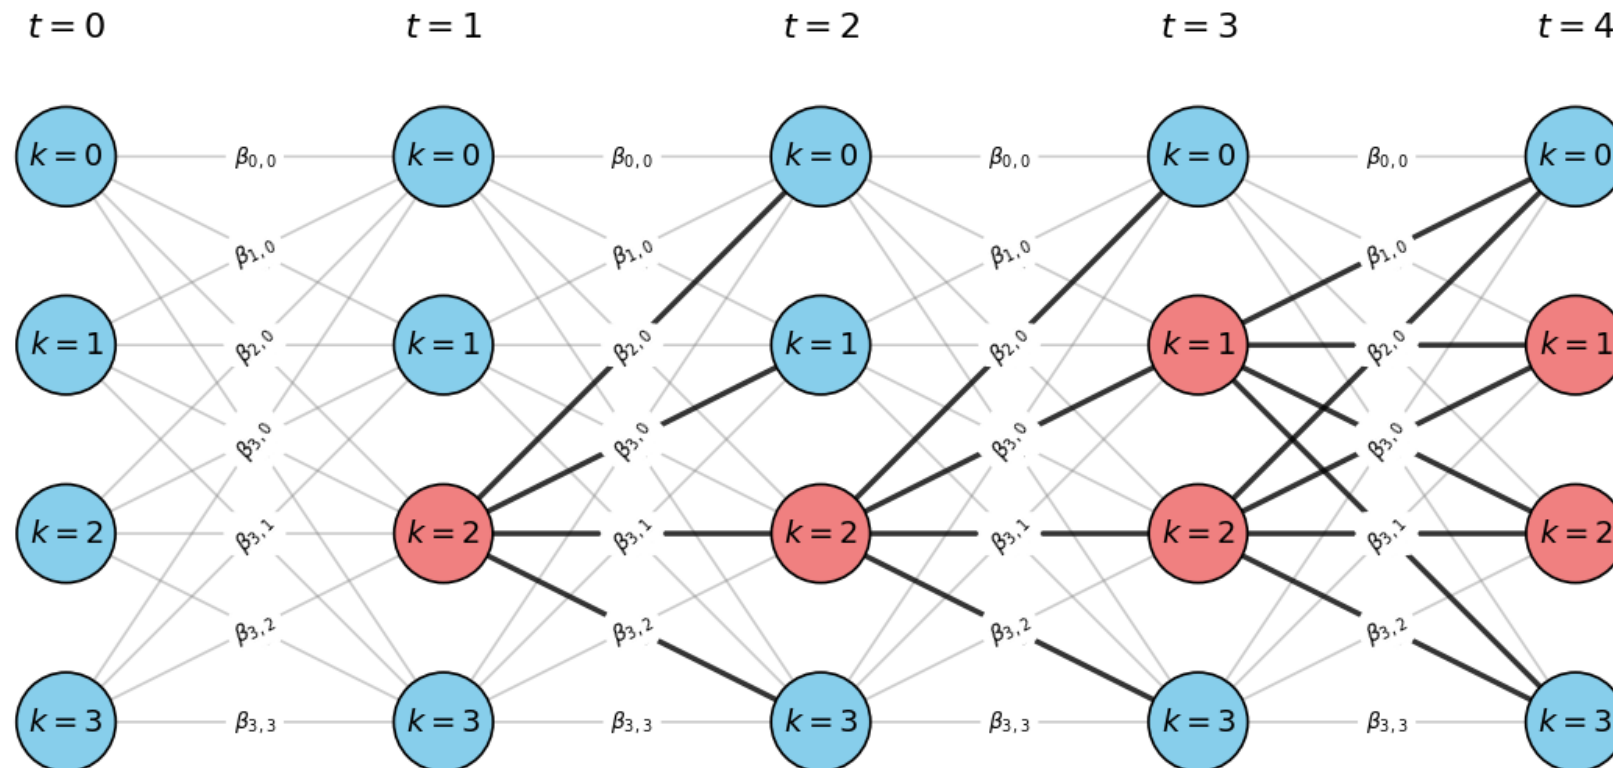 t = 0 t = 1 t = 2 t = 3 t = 4
k = 0 β0,0 k = 0 β0,0 k = 0 β0,0 k = 0 β0,0 k = 0
β1,0 β1,0 β1,0 β1,0
k = 1 β2,0 k = 1 β2,0 k = 1 β2,0 k = 1 β2,0 k = 1
β3,0 β3,0 β3,0 β3,0
k = 2 β3,1 k = 2 β3,1 k = 2 β3,1 k = 2 β3,1 k = 2
β3,2 β3,2 β3,2 β3,2
k = 3 β3,3 k = 3 β3,3 k = 3 β3,3 k = 3 β3,3 k = 3